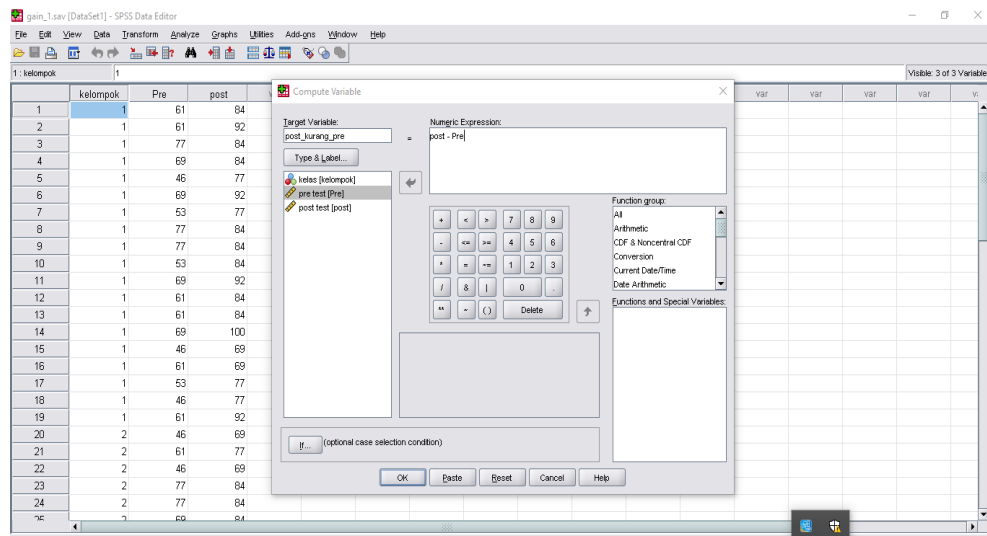 gain_1.sav [DataSet1] - SPSS Data Editor
File Edit View Data Transform Analyze Graphs Utilities Add-ons Window Help
1 : kelompok 1 Visible: 3 of 3 Variable
kelompok Pre post var var var var
1 1 61 84
2 1 61 92
3 1 77 84
4 1 69 84
5 1 46 77
6 1 69 92
7 1 53 77
8 1 77 84
9 1 77 84
10 1 53 84
11 1 69 92
12 1 61 84
13 1 61 84
14 1 69 100
15 1 46 69
16 1 61 69
17 1 53 77
18 1 46 77
19 1 61 92
20 2 46 69
21 2 61 77
22 2 46 69
23 2 77 84
24 2 77 84
25 2 69 84
Compute Variable
Target Variable:
post_kurang_pre
=
Numeric Expression:
post - Pre
Type & Label...
kelas [kelompok]
pre test [Pre]
post test [post]
+ < > 7 8 9
- <= >= 4 5 6
* = ~= 1 2 3
/ & | 0 .
** ~ ( ) Delete
Function group:
All
Arithmetic
CDF & Noncentral CDF
Conversion
Current Date/Time
Date Arithmetic
Functions and Special Variables:
If... (optional case selection condition)
OK Paste Reset Cancel Help